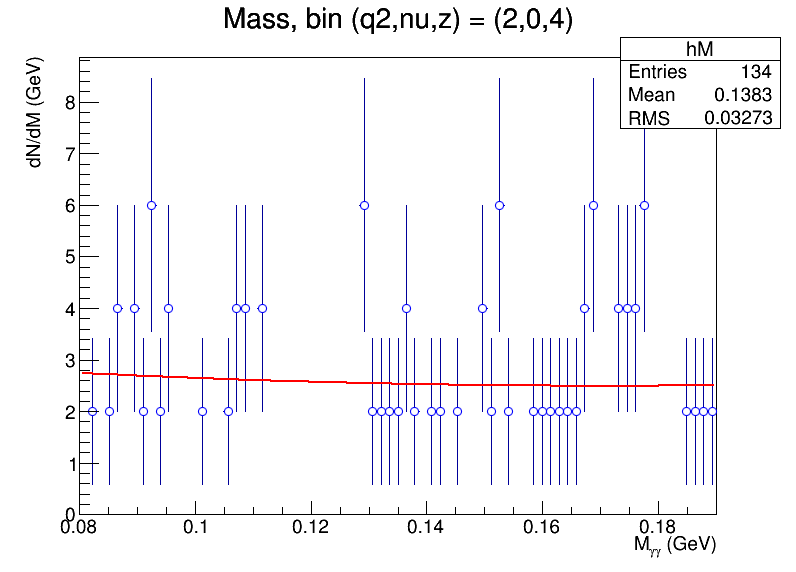 Mass, bin (q2,nu,z) = (2,0,4)
hM
Entries 134
Mean 0.1383
RMS 0.03273
dN/dM (GeV)
8
7
6
5
4
3
2
1
0
0.08 0.1 0.12 0.14 0.16 0.18
Mγγ (GeV)